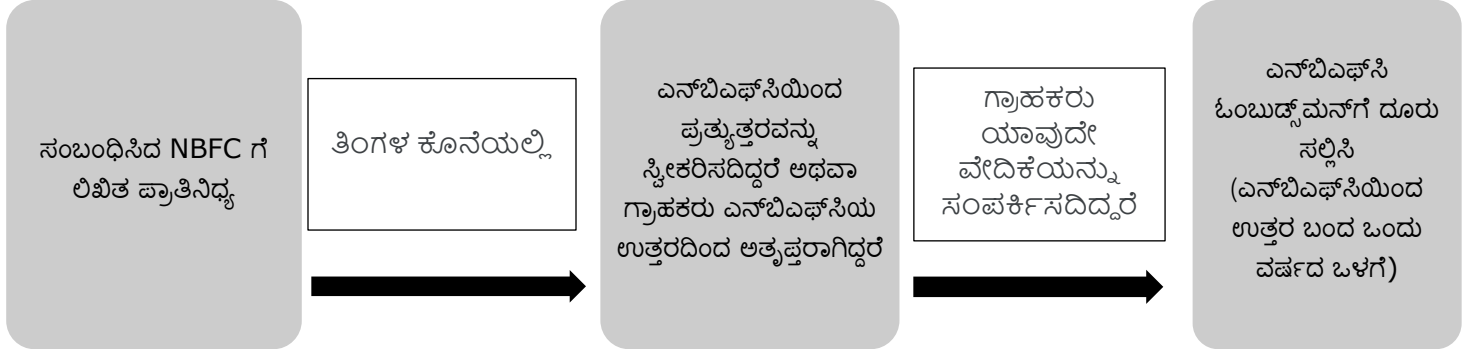 ಸಂಬಂಧಿಸಿದ NBFC ಗೆ
ಲಿಖಿತ ಪ್ರಾತಿನಿಧ್ಯ
ತಿಂಗಳ ಕೊನೆಯಲ್ಲಿ
ಎನ್‌ಬಿಎಫ್‌ಸಿಯಿಂದ
ಪ್ರತ್ಯುತ್ತರವನ್ನು
ಸ್ವೀಕರಿಸದಿದ್ದರೆ ಅಥವಾ
ಗ್ರಾಹಕರು ಎನ್‌ಬಿಎಫ್‌ಸಿಯ
ಉತ್ತರದಿಂದ ಅತೃಪ್ತರಾಗಿದ್ದರೆ
ಗ್ರಾಹಕರು
ಯಾವುದೇ
ವೇದಿಕೆಯನ್ನು
ಸಂಪರ್ಕಿಸದಿದ್ದರೆ
ಎನ್‌ಬಿಎಫ್‌ಸಿ
ಓಂಬುಡ್ಸ್‌ಮನ್‌ಗೆ ದೂರು
ಸಲ್ಲಿಸಿ
(ಎನ್‌ಬಿಎಫ್‌ಸಿಯಿಂದ
ಉತ್ತರ ಬಂದ ಒಂದು
ವರ್ಷದ ಒಳಗೆ)